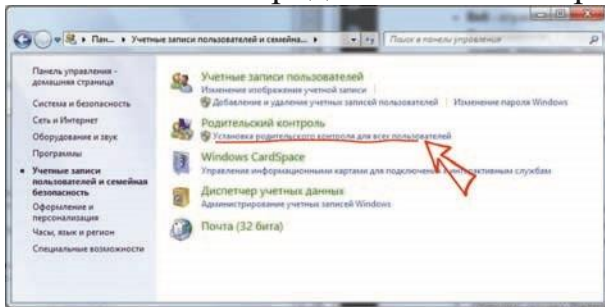 Пан... ▸ Учетные записи пользователей и семейна... ▸
Поиск в панели управления
Панель управления -
домашняя страница
Система и безопасность
Сеть и Интернет
Оборудование и звук
Программы
Учетные записи
пользователей и семейная
безопасность
Оформление и
персонализация
Часы, язык и регион
Специальные возможности
Учетные записи пользователей
Изменение изображения учетной записи
Добавление и удаление учетных записей пользователей
Изменение пароля Windows
Родительский контроль
Установка родительского контроля для всех пользователей
Windows CardSpace
Управление информационными картами для подключения к интерактивным службам
Диспетчер учетных данных
Администрирование учетных записей Windows
Почта (32 бита)